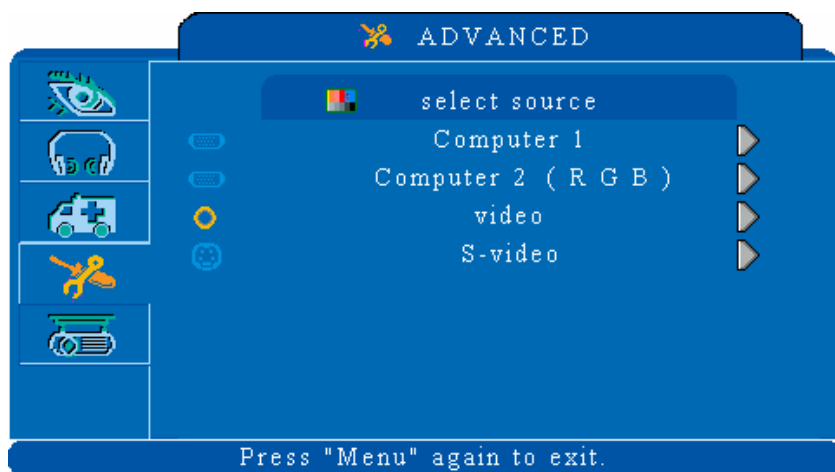 ADVANCED
select source
Computer 1
Computer 2 ( R G B )
video
S-video
Press "Menu" again to exit.